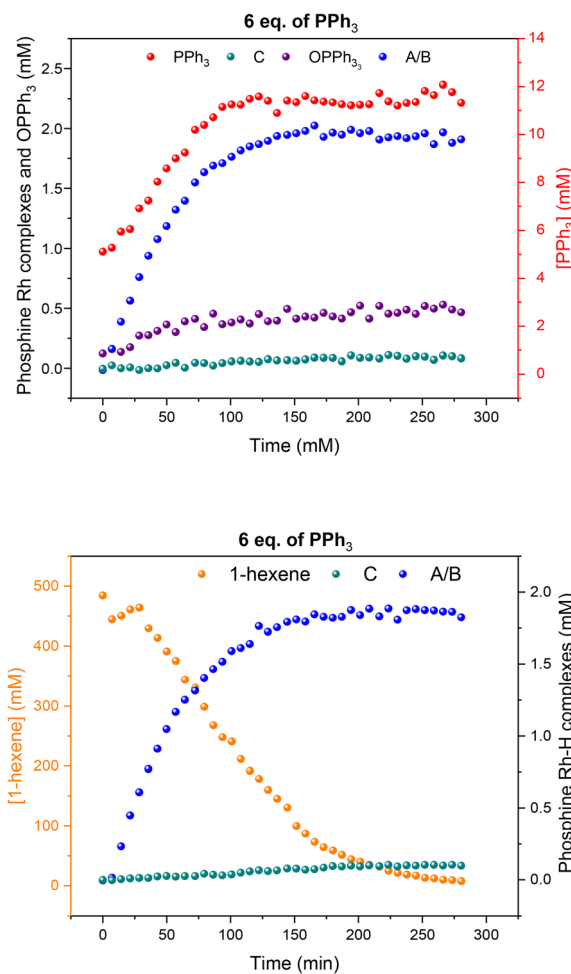 6 eq. of PPh3
PPh3 C OPPh33 A/B
Phosphine Rh complexes and OPPh3 (mM)
2.5
2.0
1.5
1.0
0.5
0.0
14
12
10
8
6
4
2
0
[PPh3] (mM)
0 50 100 150 200 250 300
Time (mM)
6 eq. of PPh3
1-hexene C A/B
[1-hexene] (mM)
500
400
300
200
100
0
2.0
1.5
1.0
0.5
0.0
Phosphine Rh-H complexes (mM)
0 50 100 150 200 250 300
Time (min)